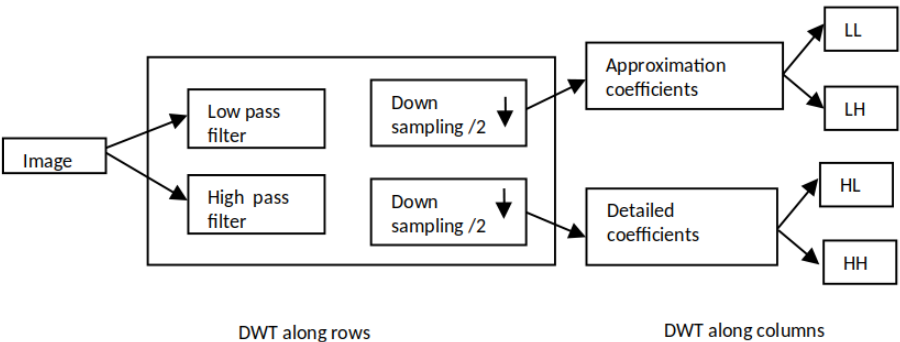 Image
Low pass
filter
High pass
filter
Down
sampling /2
Down
sampling /2
Approximation
coefficients
Detailed
coefficients
LL
LH
HL
HH
DWT along rows
DWT along columns